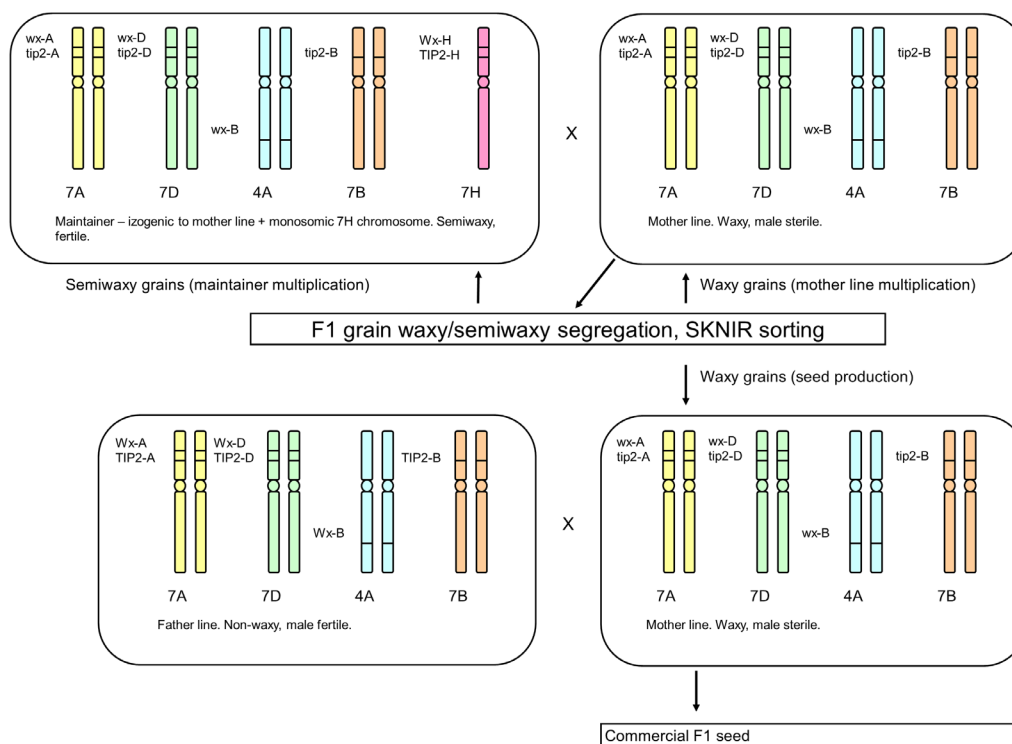 wx-A
tip2-A
wx-D
tip2-D
wx-B
tip2-B
Wx-H
TIP2-H
7A
7D
4A
7B
7H
Maintainer – izogenic to mother line + monosomic 7H chromosome. Semiwaxy,
fertile.
X
wx-A
tip2-A
wx-D
tip2-D
wx-B
tip2-B
7A
7D
4A
7B
Mother line. Waxy, male sterile.
Semiwaxy grains (maintainer multiplication)
Waxy grains (mother line multiplication)
F1 grain waxy/semiwaxy segregation, SKNIR sorting
Waxy grains (seed production)
Wx-A
TIP2-A
Wx-D
TIP2-D
Wx-B
TIP2-B
7A
7D
4A
7B
Father line. Non-waxy, male fertile.
X
wx-A
tip2-A
wx-D
tip2-D
wx-B
tip2-B
7A
7D
4A
7B
Mother line. Waxy, male sterile.
Commercial F1 seed